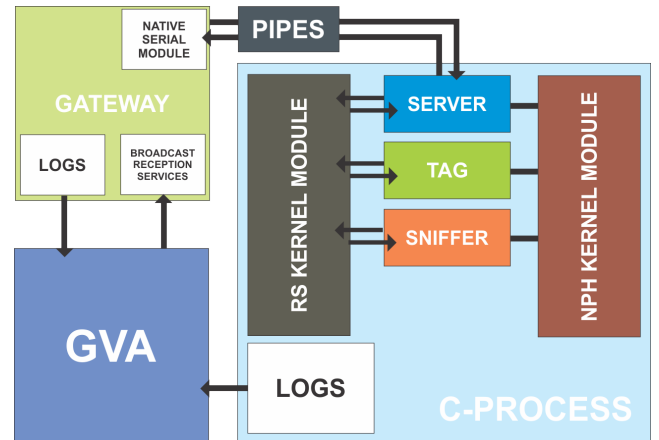 NATIVE
SERIAL
MODULE
PIPES
GATEWAY
LOGS
BROADCAST
RECEPTION
SERVICES
GVA
RS KERNEL MODULE
SERVER
TAG
SNIFFER
NPH KERNEL MODULE
LOGS
C-PROCESS